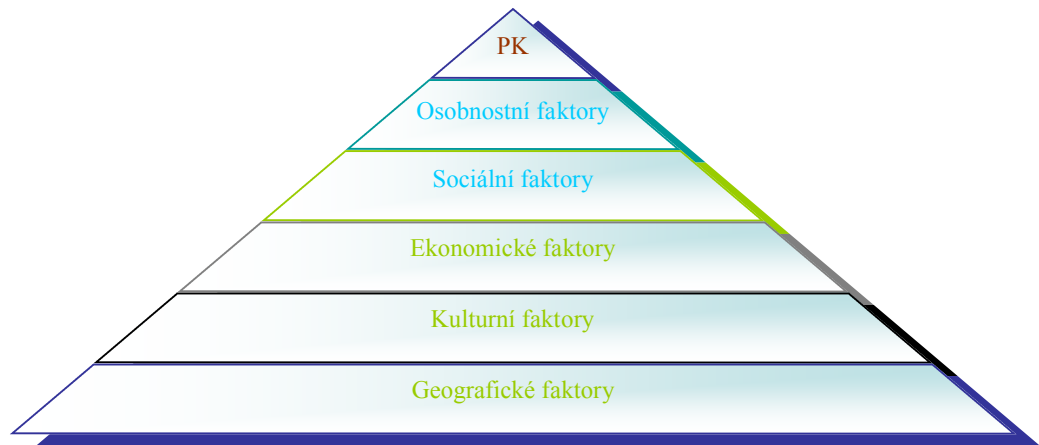 PK
Osobnostní faktory
Sociální faktory
Ekonomické faktory
Kulturní faktory
Geografické faktory